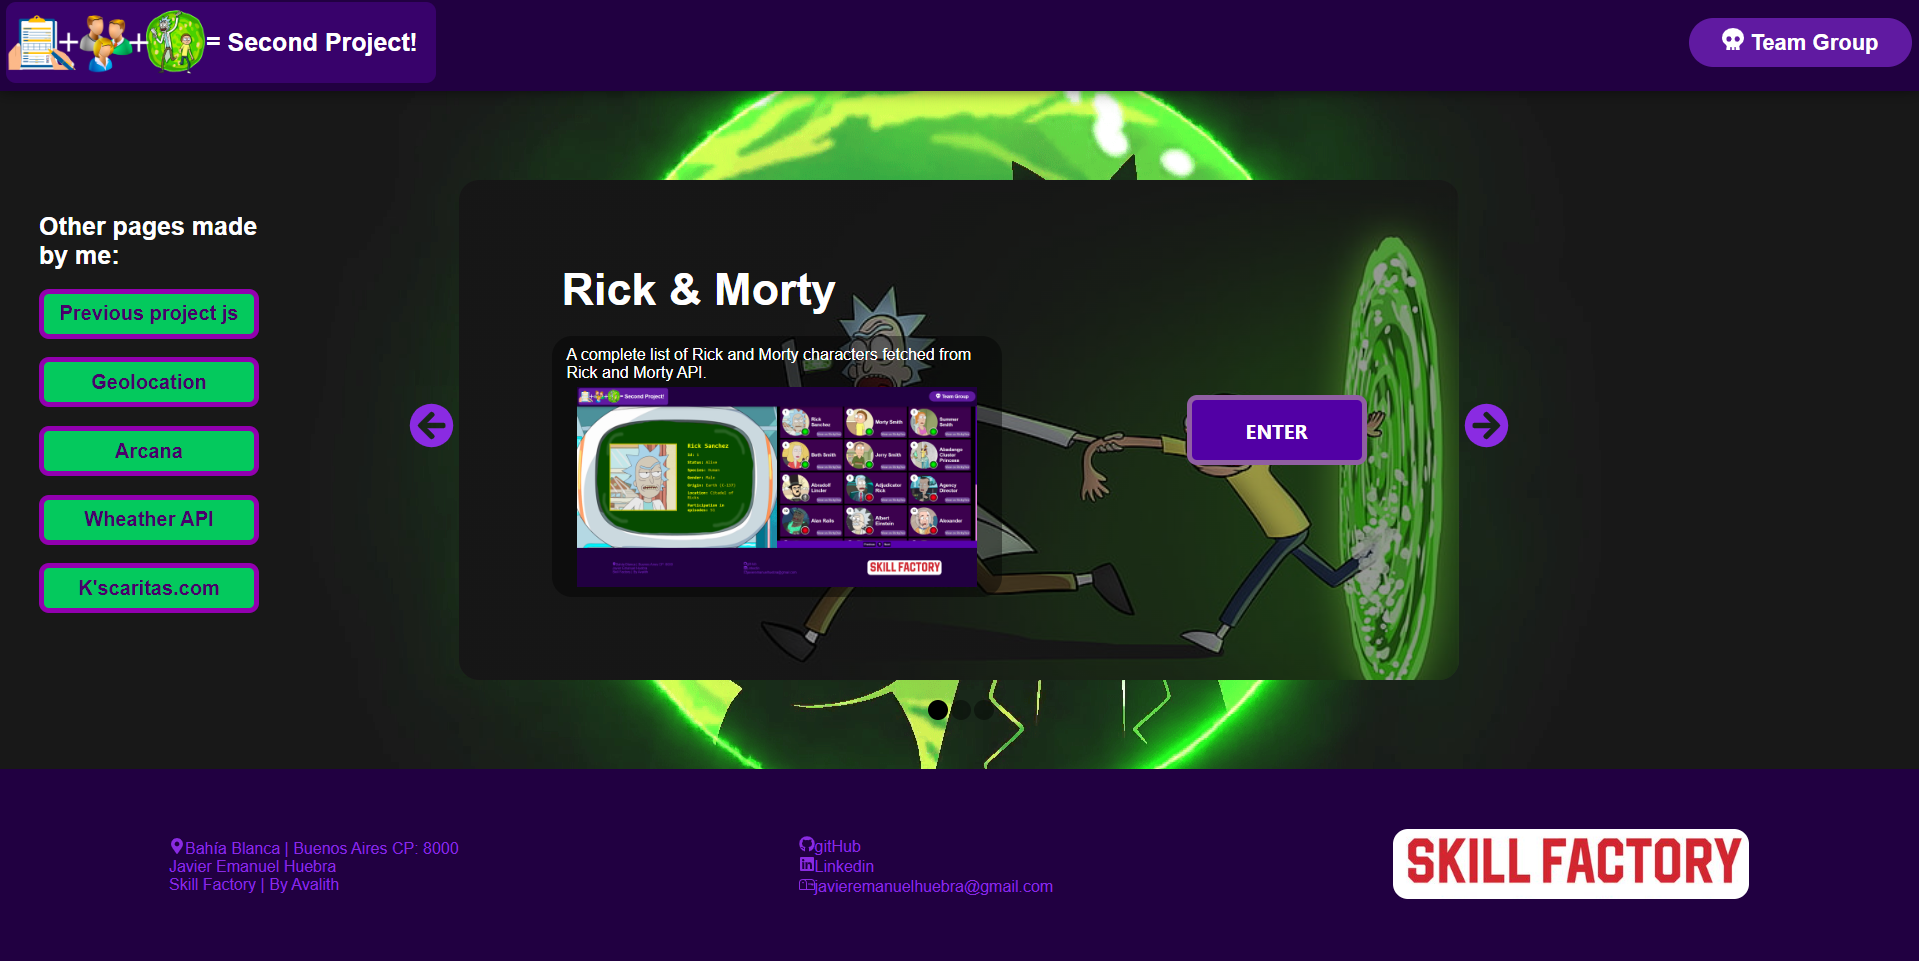 ++= Second Project!
Team Group
Other pages made
by me:
Previous project js
Geolocation
Arcana
Wheather API
K'scaritas.com
Rick & Morty
A complete list of Rick and Morty characters fetched from
Rick and Morty API.
+++= Second Project!
Team Group
Rick Sanchez
Rick
Sanchez
Morty Smith
Summer
Smith
Beth Smith
Jerry Smith
Abadango
Cluster
Princess
Abradolf
Lincler
Adjudicator
Rick
Agency
Director
Alan Rails
Albert
Einstein
Alexander
SKILL FACTORY
ENTER
Bahía Blanca | Buenos Aires CP: 8000
Javier Emanuel Huebra
Skill Factory | By Avalith
gitHub
Linkedin
javieremanuelhuebra@gmail.com
SKILL FACTORY